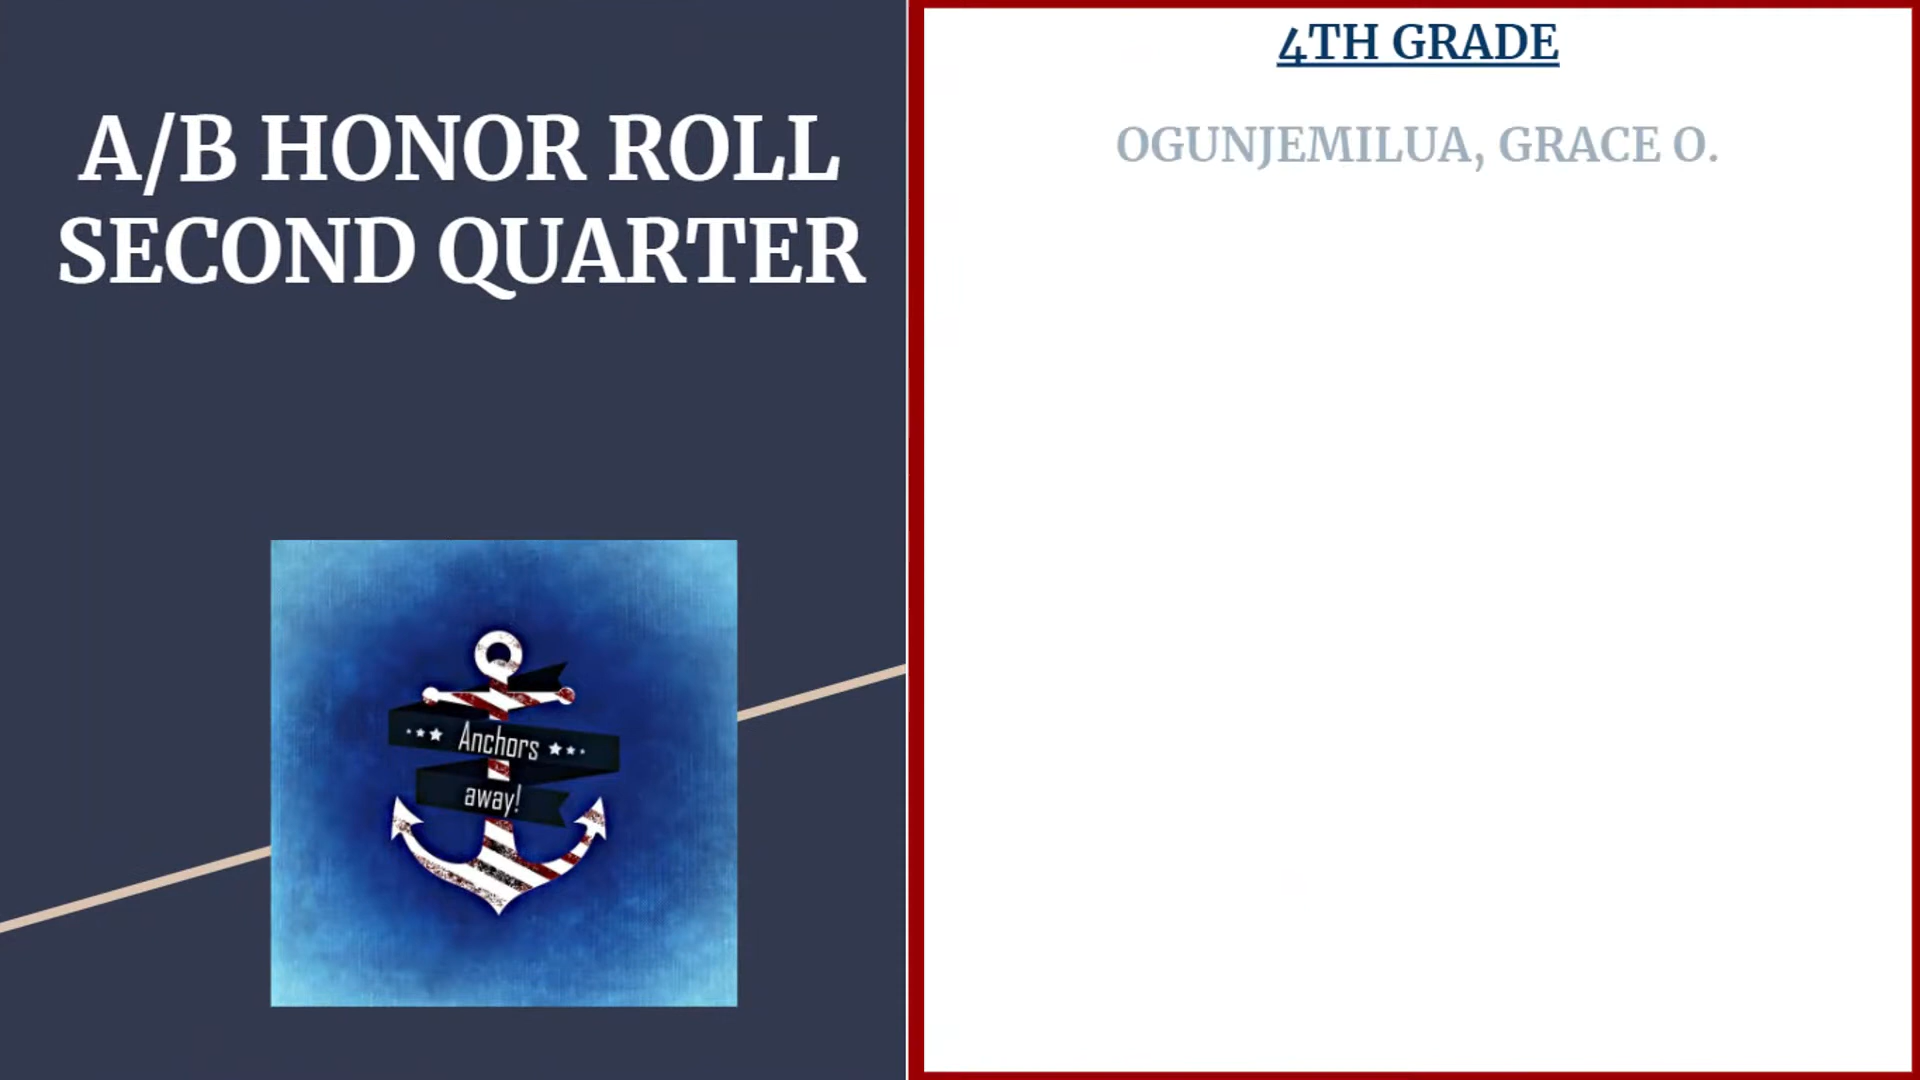 A/B HONOR ROLL
SECOND QUARTER
Anchors
away!
4TH GRADE
OGUNJEMILUA, GRACE O.